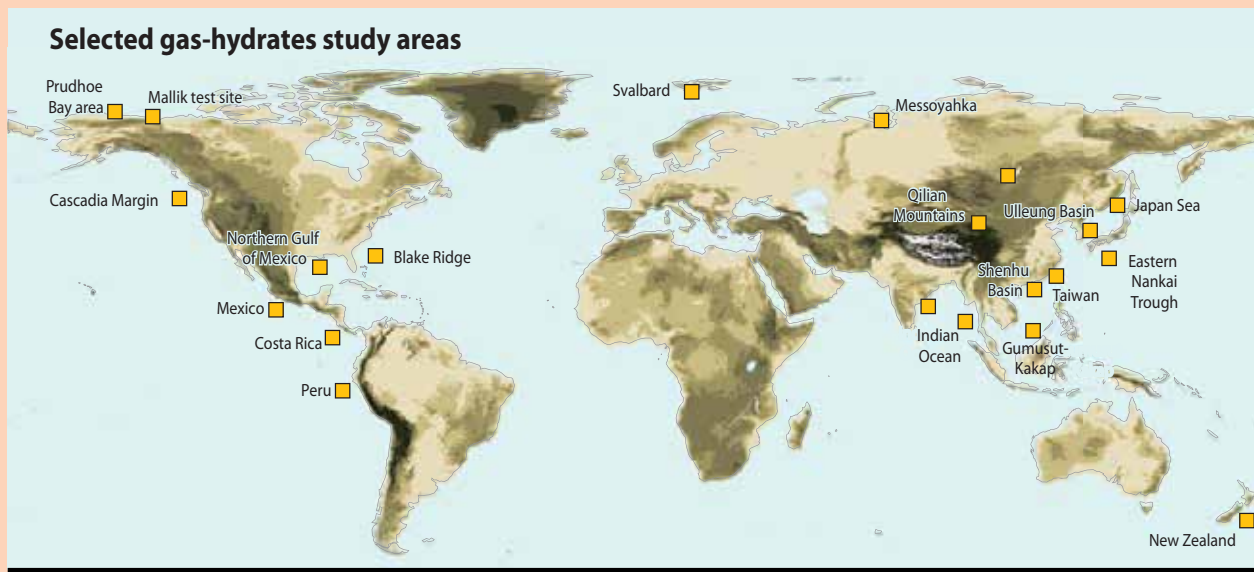 Selected gas-hydrates study areas
Prudhoe
Bay area
Mallik test site
Svalbard
Messoyahka
Cascadia Margin
Qilian
Mountains
Ulleung Basin
Japan Sea
Northern Gulf
of Mexico
Blake Ridge
Eastern
Nankai
Trough
Shenhu
Basin
Taiwan
Mexico
Costa Rica
Indian
Ocean
Gumusut-
Kakap
Peru
New Zealand